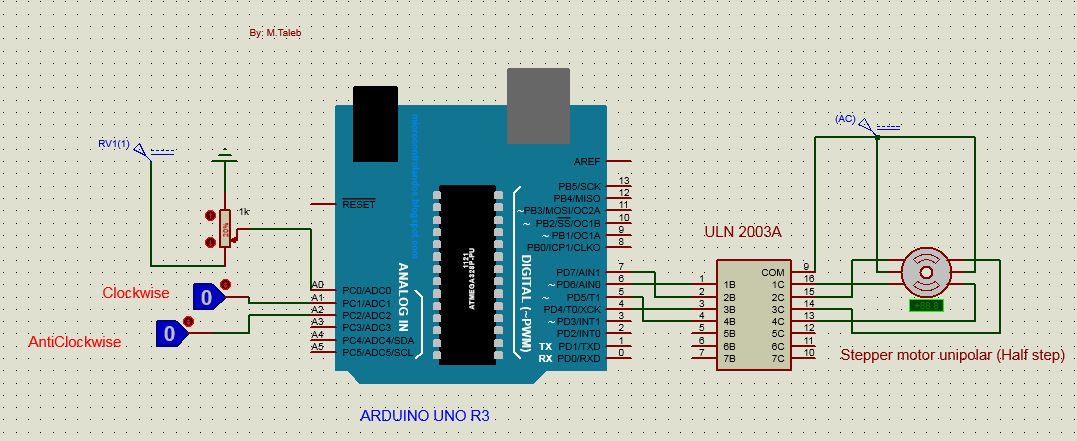 By: M.Taleb
(AC)
RV1(1)
microcontrolandos.blogspot.com
AREF
13
PB5/SCK
12
PB4/MISO
11
~PB3/MOSI/OC2A
10
~ PB2/SS/OC1B
9
~ PB1/OC1A
8
PB0/ICP1/CLKO
RESET
1k
20%
ULN 2003A
7
PD7/AIN1
6
~ PD6/AIN0
5
~ PD5/T1
4
PD4/T0/XCK
3
~ PD3/INT1
2
PD2/INT0
1
TX PD1/TXD
0
RX PD0/RXD
DIGITAL (~PWM)
1121
ATMEGA328P-PU
ANALOG IN
A0
PC0/ADC0
A1
PC1/ADC1
A2
PC2/ADC2
A3
PC3/ADC3
A4
PC4/ADC4/SDA
A5
PC5/ADC5/SCL
Clockwise
0
AntiClockwise
0
COM 9
1 1B 1C 16
2 2B 2C 15
3 3B 3C 14
4 4B 4C 13
5 5B 5C 12
6 6B 6C 11
7 7B 7C 10
Stepper motor unipolar (Half step)
ARDUINO UNO R3